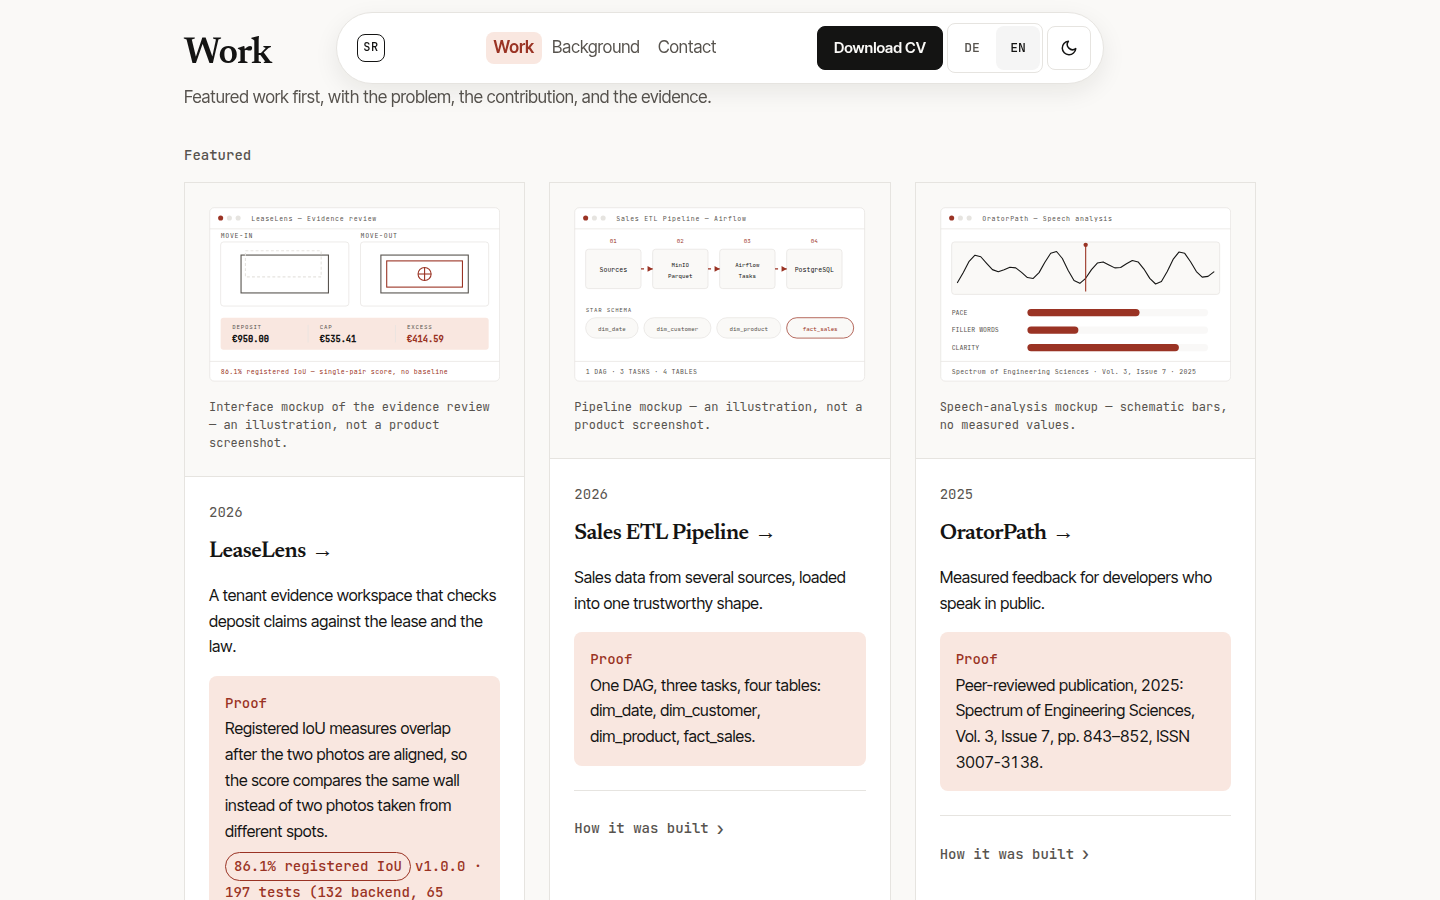 Work
SR
Work Background Contact
Download CV
DE EN
Featured work first, with the problem, the contribution, and the evidence.
Featured
LeaseLens — Evidence review
MOVE-IN MOVE-OUT
DEPOSIT CAP EXCESS
€950.00 €535.41 €414.59
86.1% registered IoU — single-pair score, no baseline
Interface mockup of the evidence review
— an illustration, not a product
screenshot.
2026
LeaseLens →
A tenant evidence workspace that checks
deposit claims against the lease and the
law.
Proof
Registered IoU measures overlap
after the two photos are aligned, so
the score compares the same wall
instead of two photos taken from
different spots.
86.1% registered IoU v1.0.0 ·
197 tests (132 backend, 65
Sales ETL Pipeline — Airflow
01 02 03 04
Sources
MinIO
Parquet
Airflow
Tasks
PostgreSQL
STAR SCHEMA
dim_date dim_customer dim_product fact_sales
1 DAG · 3 TASKS · 4 TABLES
Pipeline mockup — an illustration, not a
product screenshot.
2026
Sales ETL Pipeline →
Sales data from several sources, loaded
into one trustworthy shape.
Proof
One DAG, three tasks, four tables:
dim_date, dim_customer,
dim_product, fact_sales.
How it was built ›
OratorPath — Speech analysis
PACE
FILLER WORDS
CLARITY
Spectrum of Engineering Sciences · Vol. 3, Issue 7 · 2025
Speech-analysis mockup — schematic bars,
no measured values.
2025
OratorPath →
Measured feedback for developers who
speak in public.
Proof
Peer-reviewed publication, 2025:
Spectrum of Engineering Sciences,
Vol. 3, Issue 7, pp. 843–852, ISSN
3007-3138.
How it was built ›